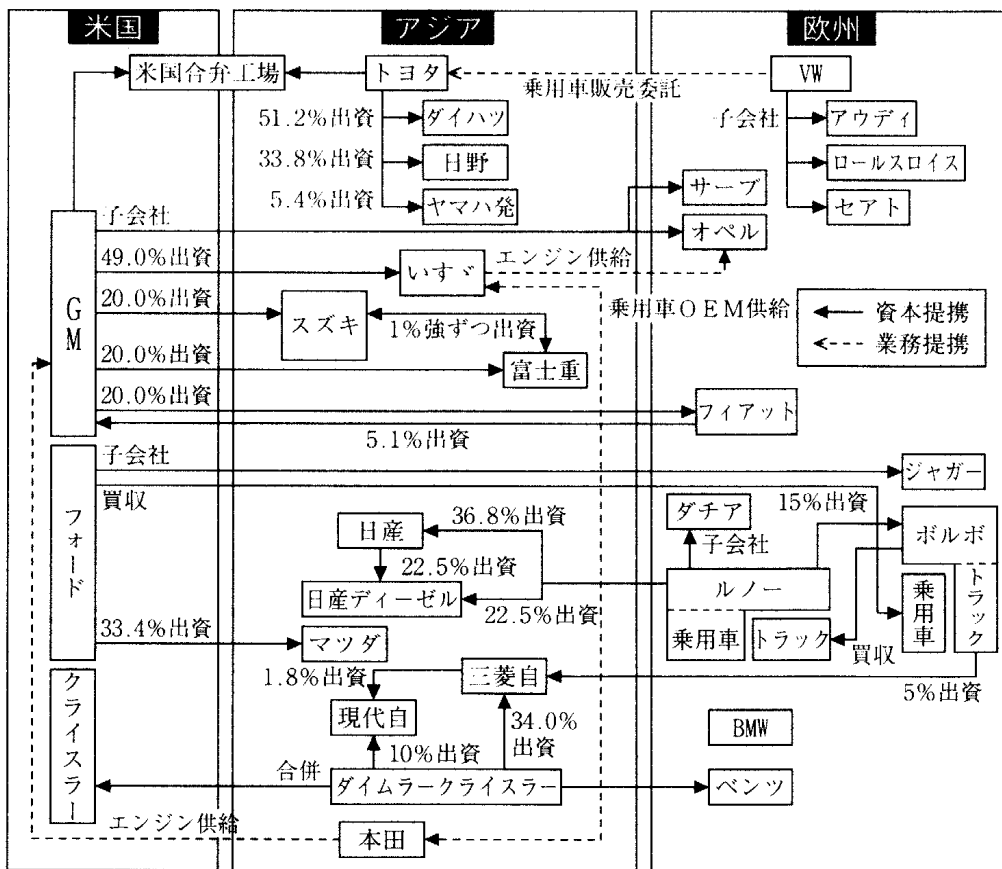 米国
アジア
欧州
米国合弁工場
トヨタ
VW
乗用車販売委託
51.2%出資
ダイハツ
子会社
アウディ
33.8%出資
日野
ロールスロイス
5.4%出資
ヤマハ発
サーブ
セアト
子会社
オペル
GM
49.0%出資
いすゞ
エンジン供給
20.0%出資
スズキ
1%強ずつ出資
乗用車OEM供給
資本提携
業務提携
20.0%出資
富士重
20.0%出資
フィアット
5.1%出資
フォード
子会社
ジャガー
買収
ダチア
15%出資
ボルボ
日産
36.8%出資
子会社
22.5%出資
ルノー
日産ディーゼル
22.5%出資
乗用車
トラック
乗用車
トラック
33.4%出資
マツダ
買収
クライスラー
1.8%出資
三菱自
5%出資
現代自
34.0%
出資
BMW
10%出資
合併
ダイムラークライスラー
ベンツ
エンジン供給
本田